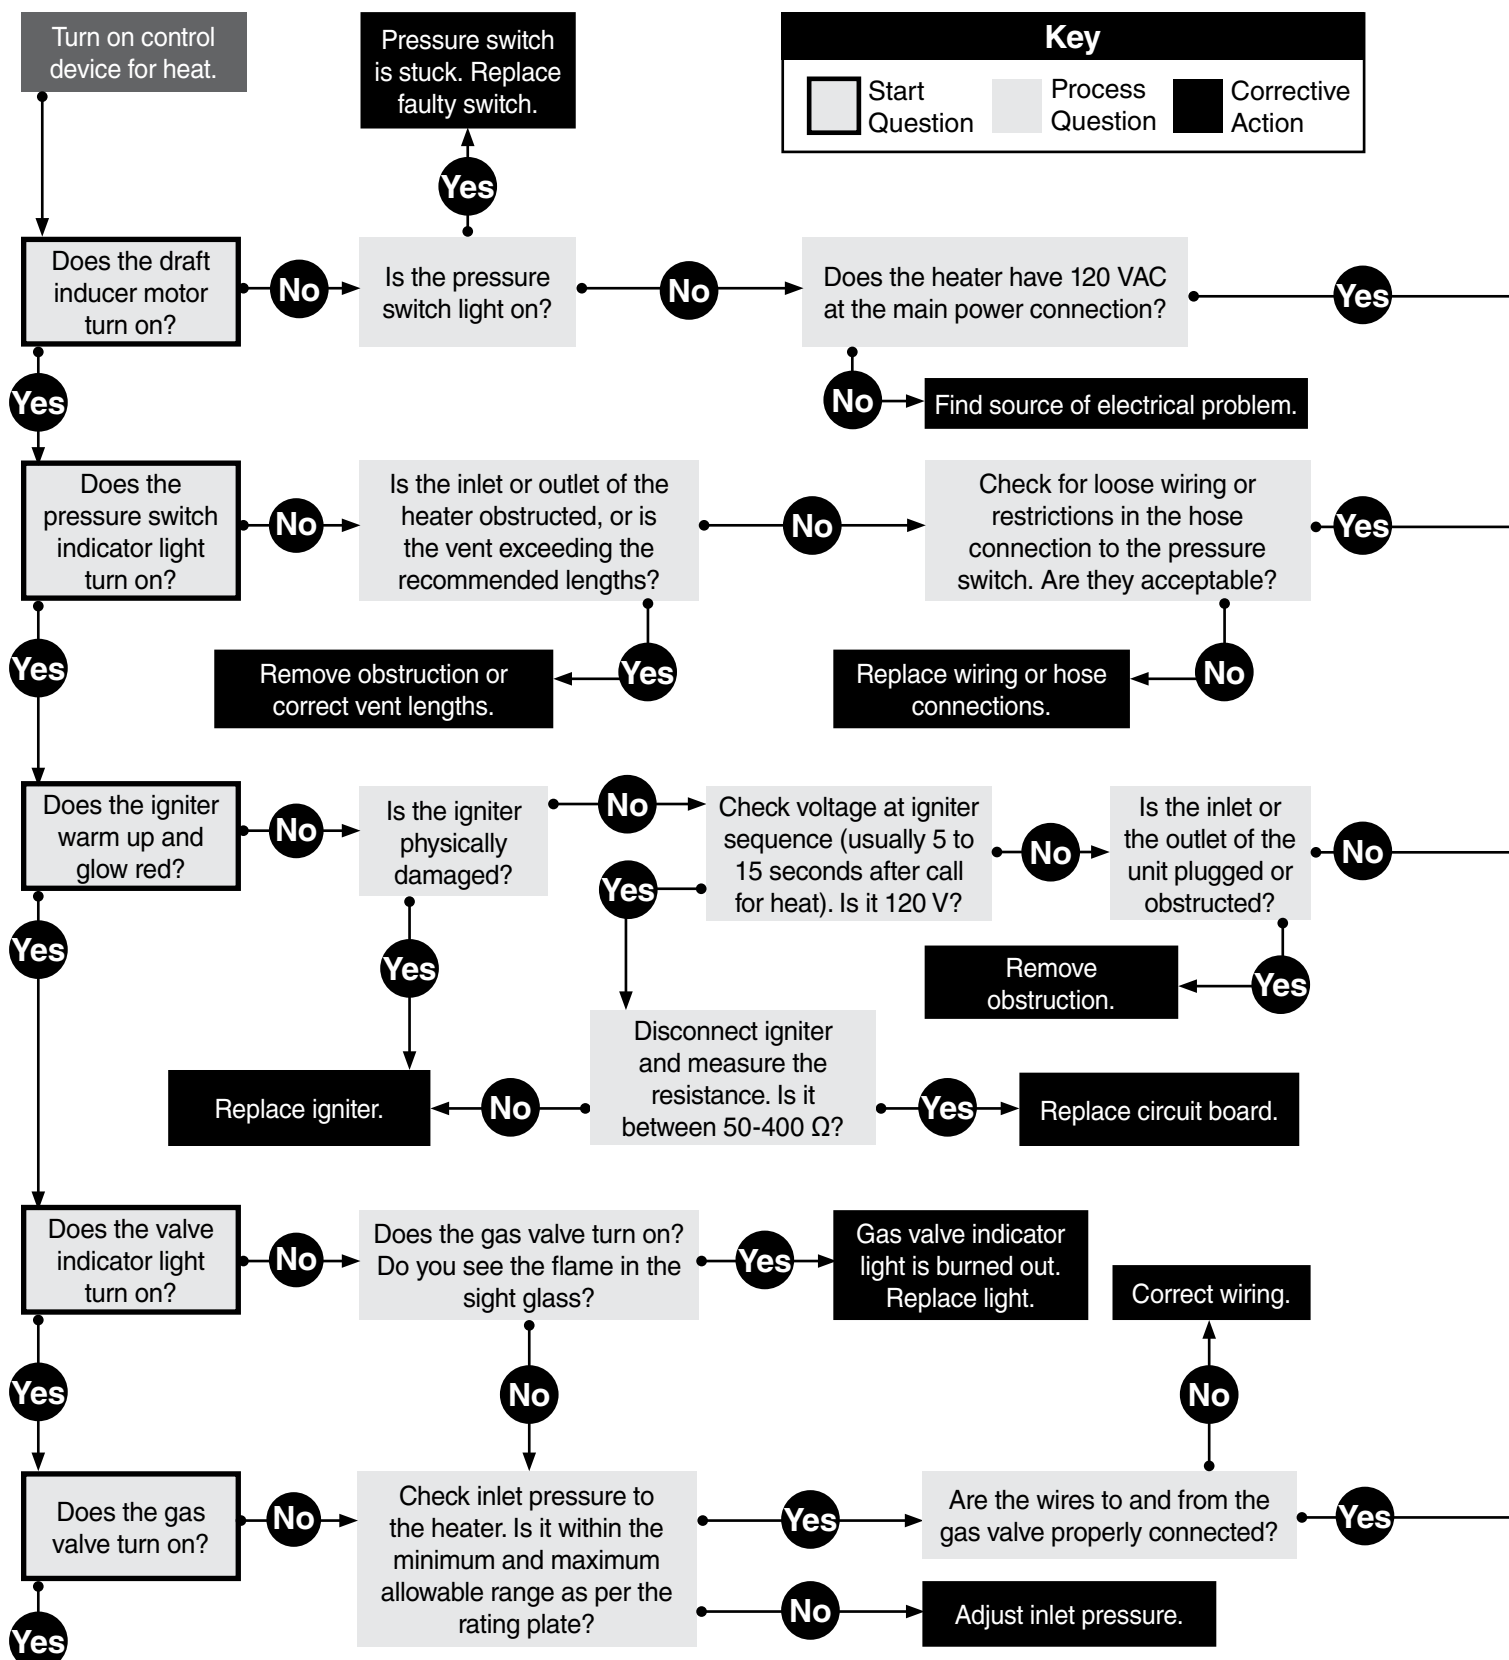 Turn on control
device for heat.
Pressure switch
is stuck. Replace
faulty switch.
Key
Start
Question
Process
Question
Corrective
Action
Yes
Does the draft
inducer motor
turn on?
No
Is the pressure
switch light on?
No
Does the heater have 120 VAC
at the main power connection?
Yes
Yes
No
Find source of electrical problem.
Does the
pressure switch
indicator light
turn on?
No
Is the inlet or outlet of the
heater obstructed, or is
the vent exceeding the
recommended lengths?
No
Check for loose wiring or
restrictions in the hose
connection to the pressure
switch. Are they acceptable?
Yes
Yes
Remove obstruction or
correct vent lengths.
Yes
Replace wiring or hose
connections.
No
Does the igniter
warm up and
glow red?
No
Is the igniter
physically
damaged?
No
Check voltage at igniter
sequence (usually 5 to
15 seconds after call
for heat). Is it 120 V?
No
Is the inlet or
the outlet of the
unit plugged or
obstructed?
No
Yes
Yes
Yes
Remove
obstruction.
Yes
Disconnect igniter
and measure the
resistance. Is it
between 50-400 Ω?
Replace igniter.
No
Yes
Replace circuit board.
Does the valve
indicator light
turn on?
No
Does the gas valve turn on?
Do you see the flame in the
sight glass?
Yes
Gas valve indicator
light is burned out.
Replace light.
Correct wiring.
Yes
No
No
Does the gas
valve turn on?
No
Check inlet pressure to
the heater. Is it within the
minimum and maximum
allowable range as per the
rating plate?
Yes
Are the wires to and from the
gas valve properly connected?
Yes
No
Adjust inlet pressure.
Yes